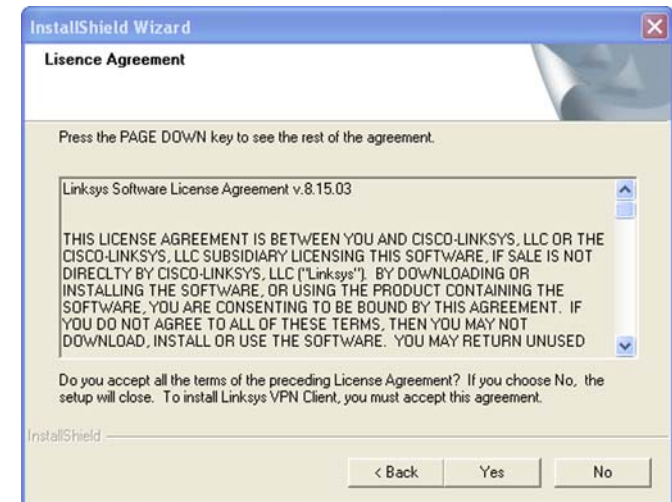 InstallShield Wizard
Lisence Agreement
Press the PAGE DOWN key to see the rest of the agreement.
Linksys Software License Agreement v.8.15.03
THIS LICENSE AGREEMENT IS BETWEEN YOU AND CISCO-LINKSYS, LLC OR THE
CISCO-LINKSYS, LLC SUBSIDIARY LICENSING THIS SOFTWARE, IF SALE IS NOT
DIRECLTY BY CISCO-LINKSYS, LLC ("Linksys"). BY DOWNLOADING OR
INSTALLING THE SOFTWARE, OR USING THE PRODUCT CONTAINING THE
SOFTWARE, YOU ARE CONSENTING TO BE BOUND BY THIS AGREEMENT. IF
YOU DO NOT AGREE TO ALL OF THESE TERMS, THEN YOU MAY NOT
DOWNLOAD, INSTALL OR USE THE SOFTWARE. YOU MAY RETURN UNUSED
Do you accept all the terms of the preceding License Agreement? If you choose No, the
setup will close. To install Linksys VPN Client, you must accept this agreement.
InstallShield
< Back Yes No